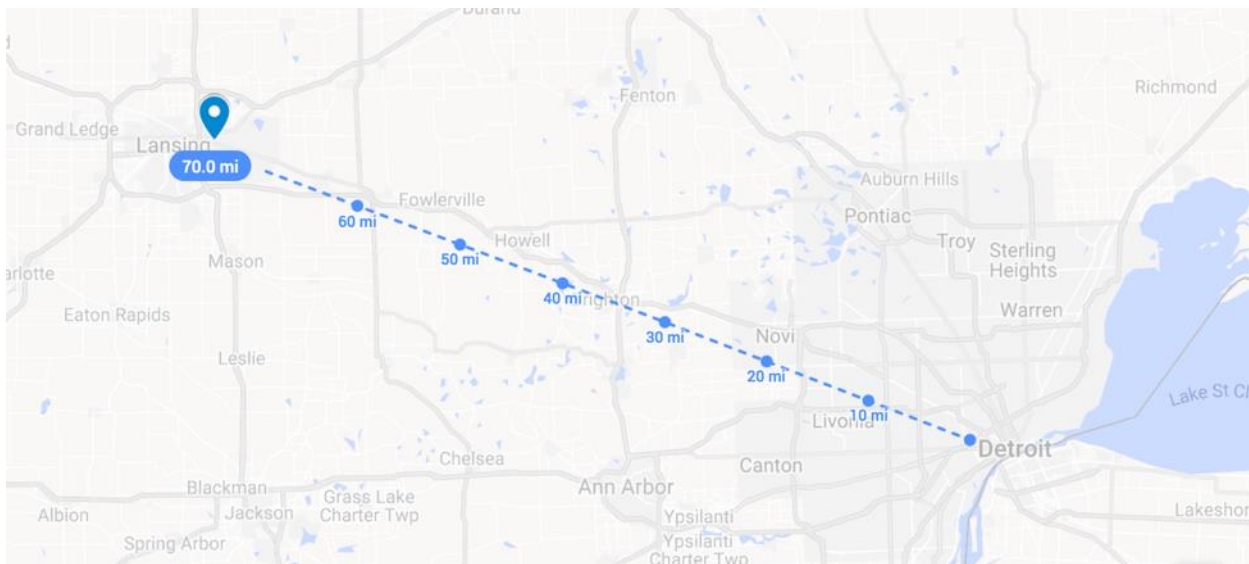 Durand
Richmond
Fenton
Grand Ledge
Lansing
70.0 mi
Auburn Hills
Fowlerville
60 mi
Pontiac
Howell
Troy
Sterling
Heights
50 mi
Mason
arlotte
40 mi
righton
Warren
Eaton Rapids
30 mi
Novi
Leslie
20 mi
Lake St Cl
10 mi
Livonia
Detroit
Chelsea
Canton
Blackman
Ann Arbor
Grass Lake
Charter Twp
Albion
Jackson
Lakeshor
Ypsilanti
Spring Arbor
Ypsilanti
Charter Twp